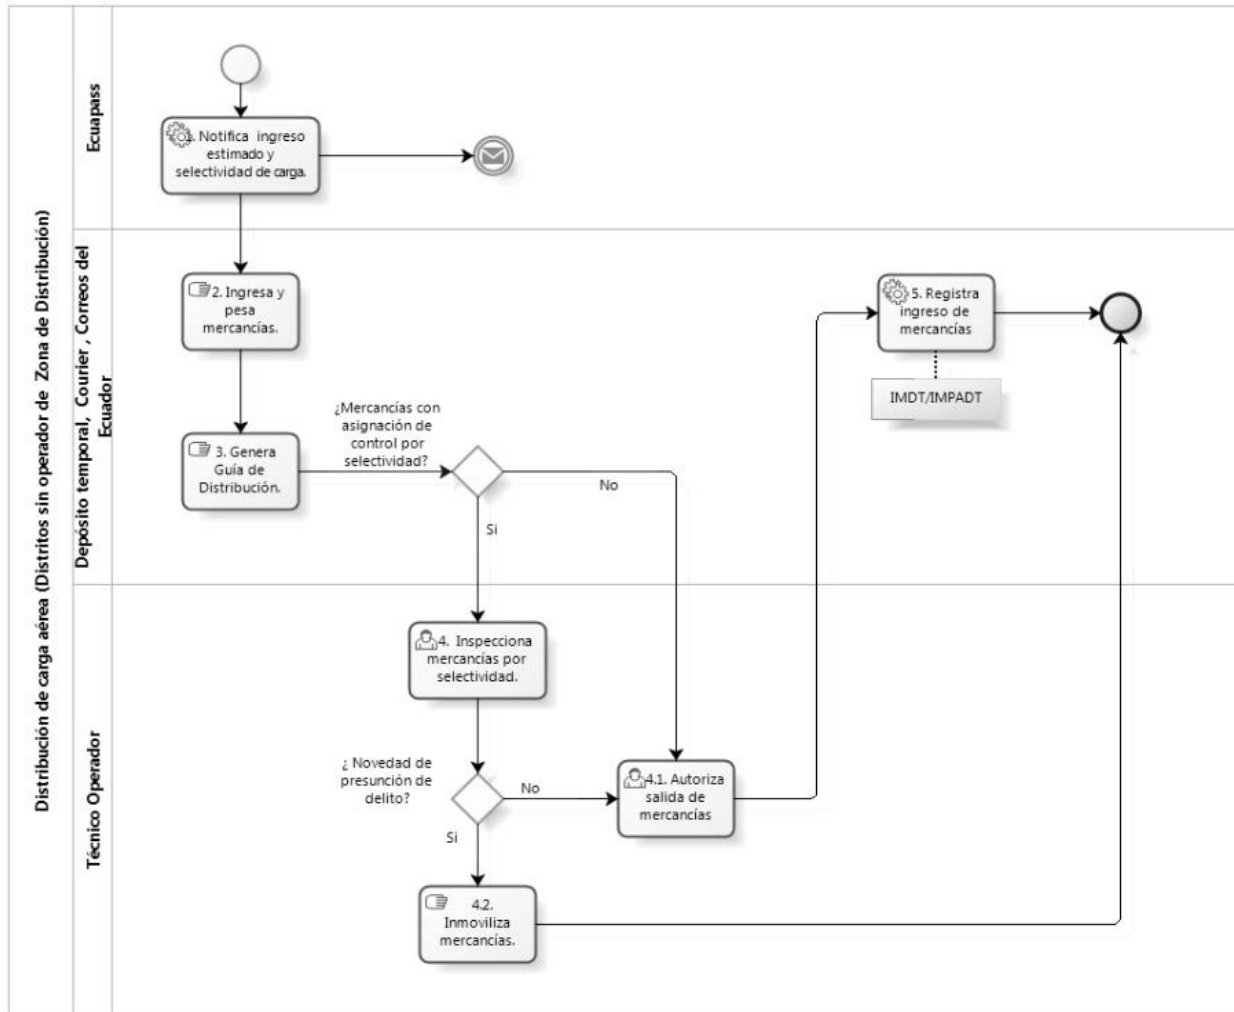 Distribución de carga aérea (Distritos sin operador de Zona de Distribución)
Ecuapass
1. Notifica ingreso
estimado y
selectividad de carga.
Depósito temporal, Courier , Correos del
Ecuador
2. Ingresa y
pesa
mercancías.
3. Genera
Guía de
Distribución.
¿Mercancías con
asignación de
control por
selectividad?
No
Si
5. Registra
ingreso de
mercancías
IMDT/IMPADT
Técnico Operador
4. Inspecciona
mercancías por
selectividad.
¿ Novedad de
presunción de
delito?
No
Si
4.1. Autoriza
salida de
mercancías
4.2.
Inmoviliza
mercancías.